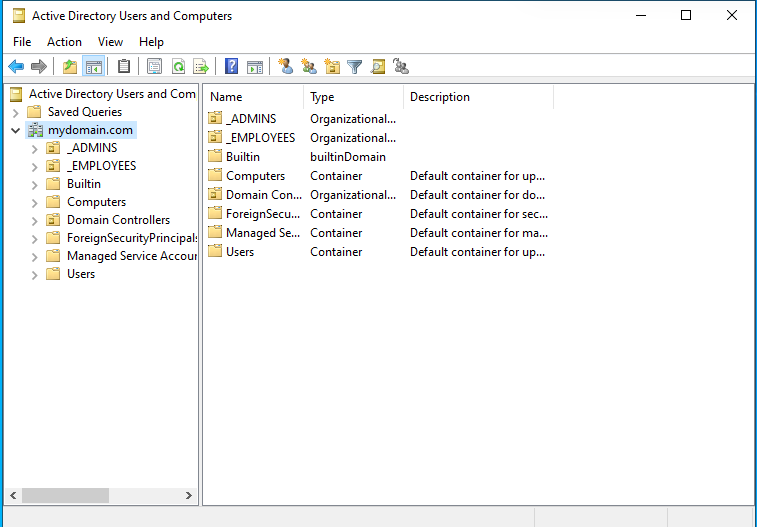 Active Directory Users and Computers
File Action View Help
Active Directory Users and Com
Saved Queries
mydomain.com
_ADMINS
_EMPLOYEES
Builtin
Computers
Domain Controllers
ForeignSecurityPrincipals
Managed Service Accour
Users
Name Type Description
_ADMINS Organizational...
_EMPLOYEES Organizational...
Builtin builtinDomain
Computers Container Default container for up...
Domain Con... Organizational... Default container for do...
ForeignSecu... Container Default container for sec...
Managed Se... Container Default container for ma...
Users Container Default container for up...